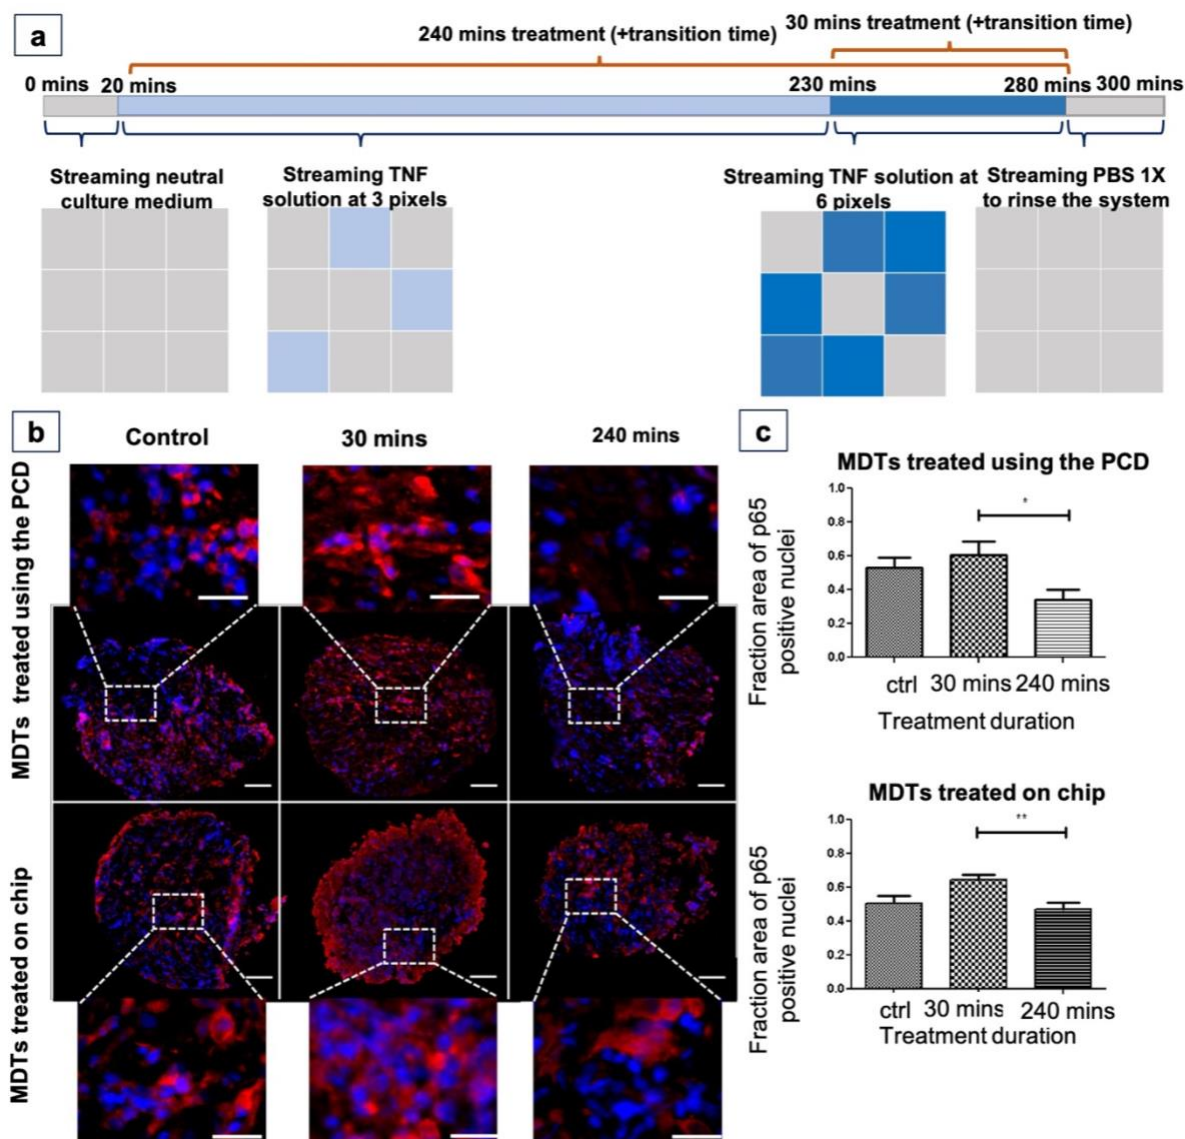 a
240 mins treatment (+transition time)
30 mins treatment (+transition time)
0 mins
20 mins
230 mins
280 mins
300 mins
Streaming neutral
culture medium
Streaming TNF
solution at 3 pixels
Streaming TNF solution at
6 pixels
Streaming PBS 1X
to rinse the system
b
Control
30 mins
240 mins
MDTs treated using the PCD
MDTs treated on chip
c
MDTs treated using the PCD
Fraction area of p65
positive nuclei
1.0
0.8
0.6
0.4
0.2
0.0
*
ctrl 30 mins 240 mins
Treatment duration
MDTs treated on chip
Fraction area of p65
positive nuclei
1.0
0.8
0.6
0.4
0.2
0.0
**
ctrl 30 mins 240 mins
Treatment duration